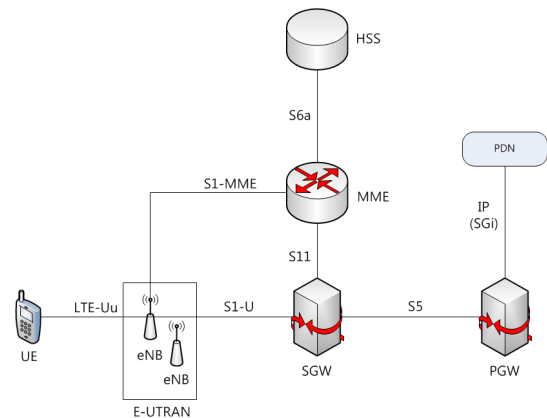 HSS
S6a
PDN
S1-MME
MME
IP
(SGi)
S11
LTE-Uu
S1-U
S5
eNB
UE
eNB
SGW
PGW
E-UTRAN